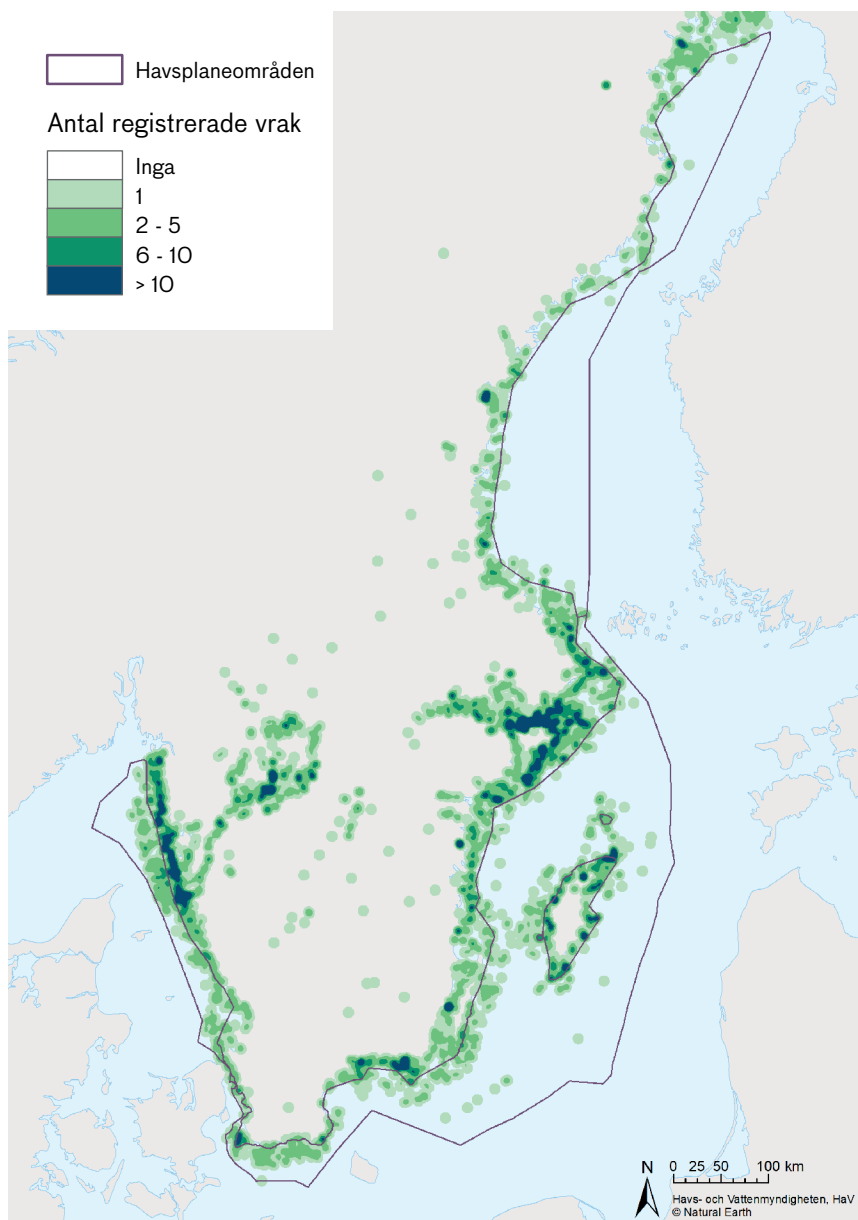 Havsplaneområden
Antal registrerade vrak
Inga
1
2 - 5
6 - 10
> 10
N
0 25 50 100 km
Havs- och Vattenmyndigheten, HaV
© Natural Earth